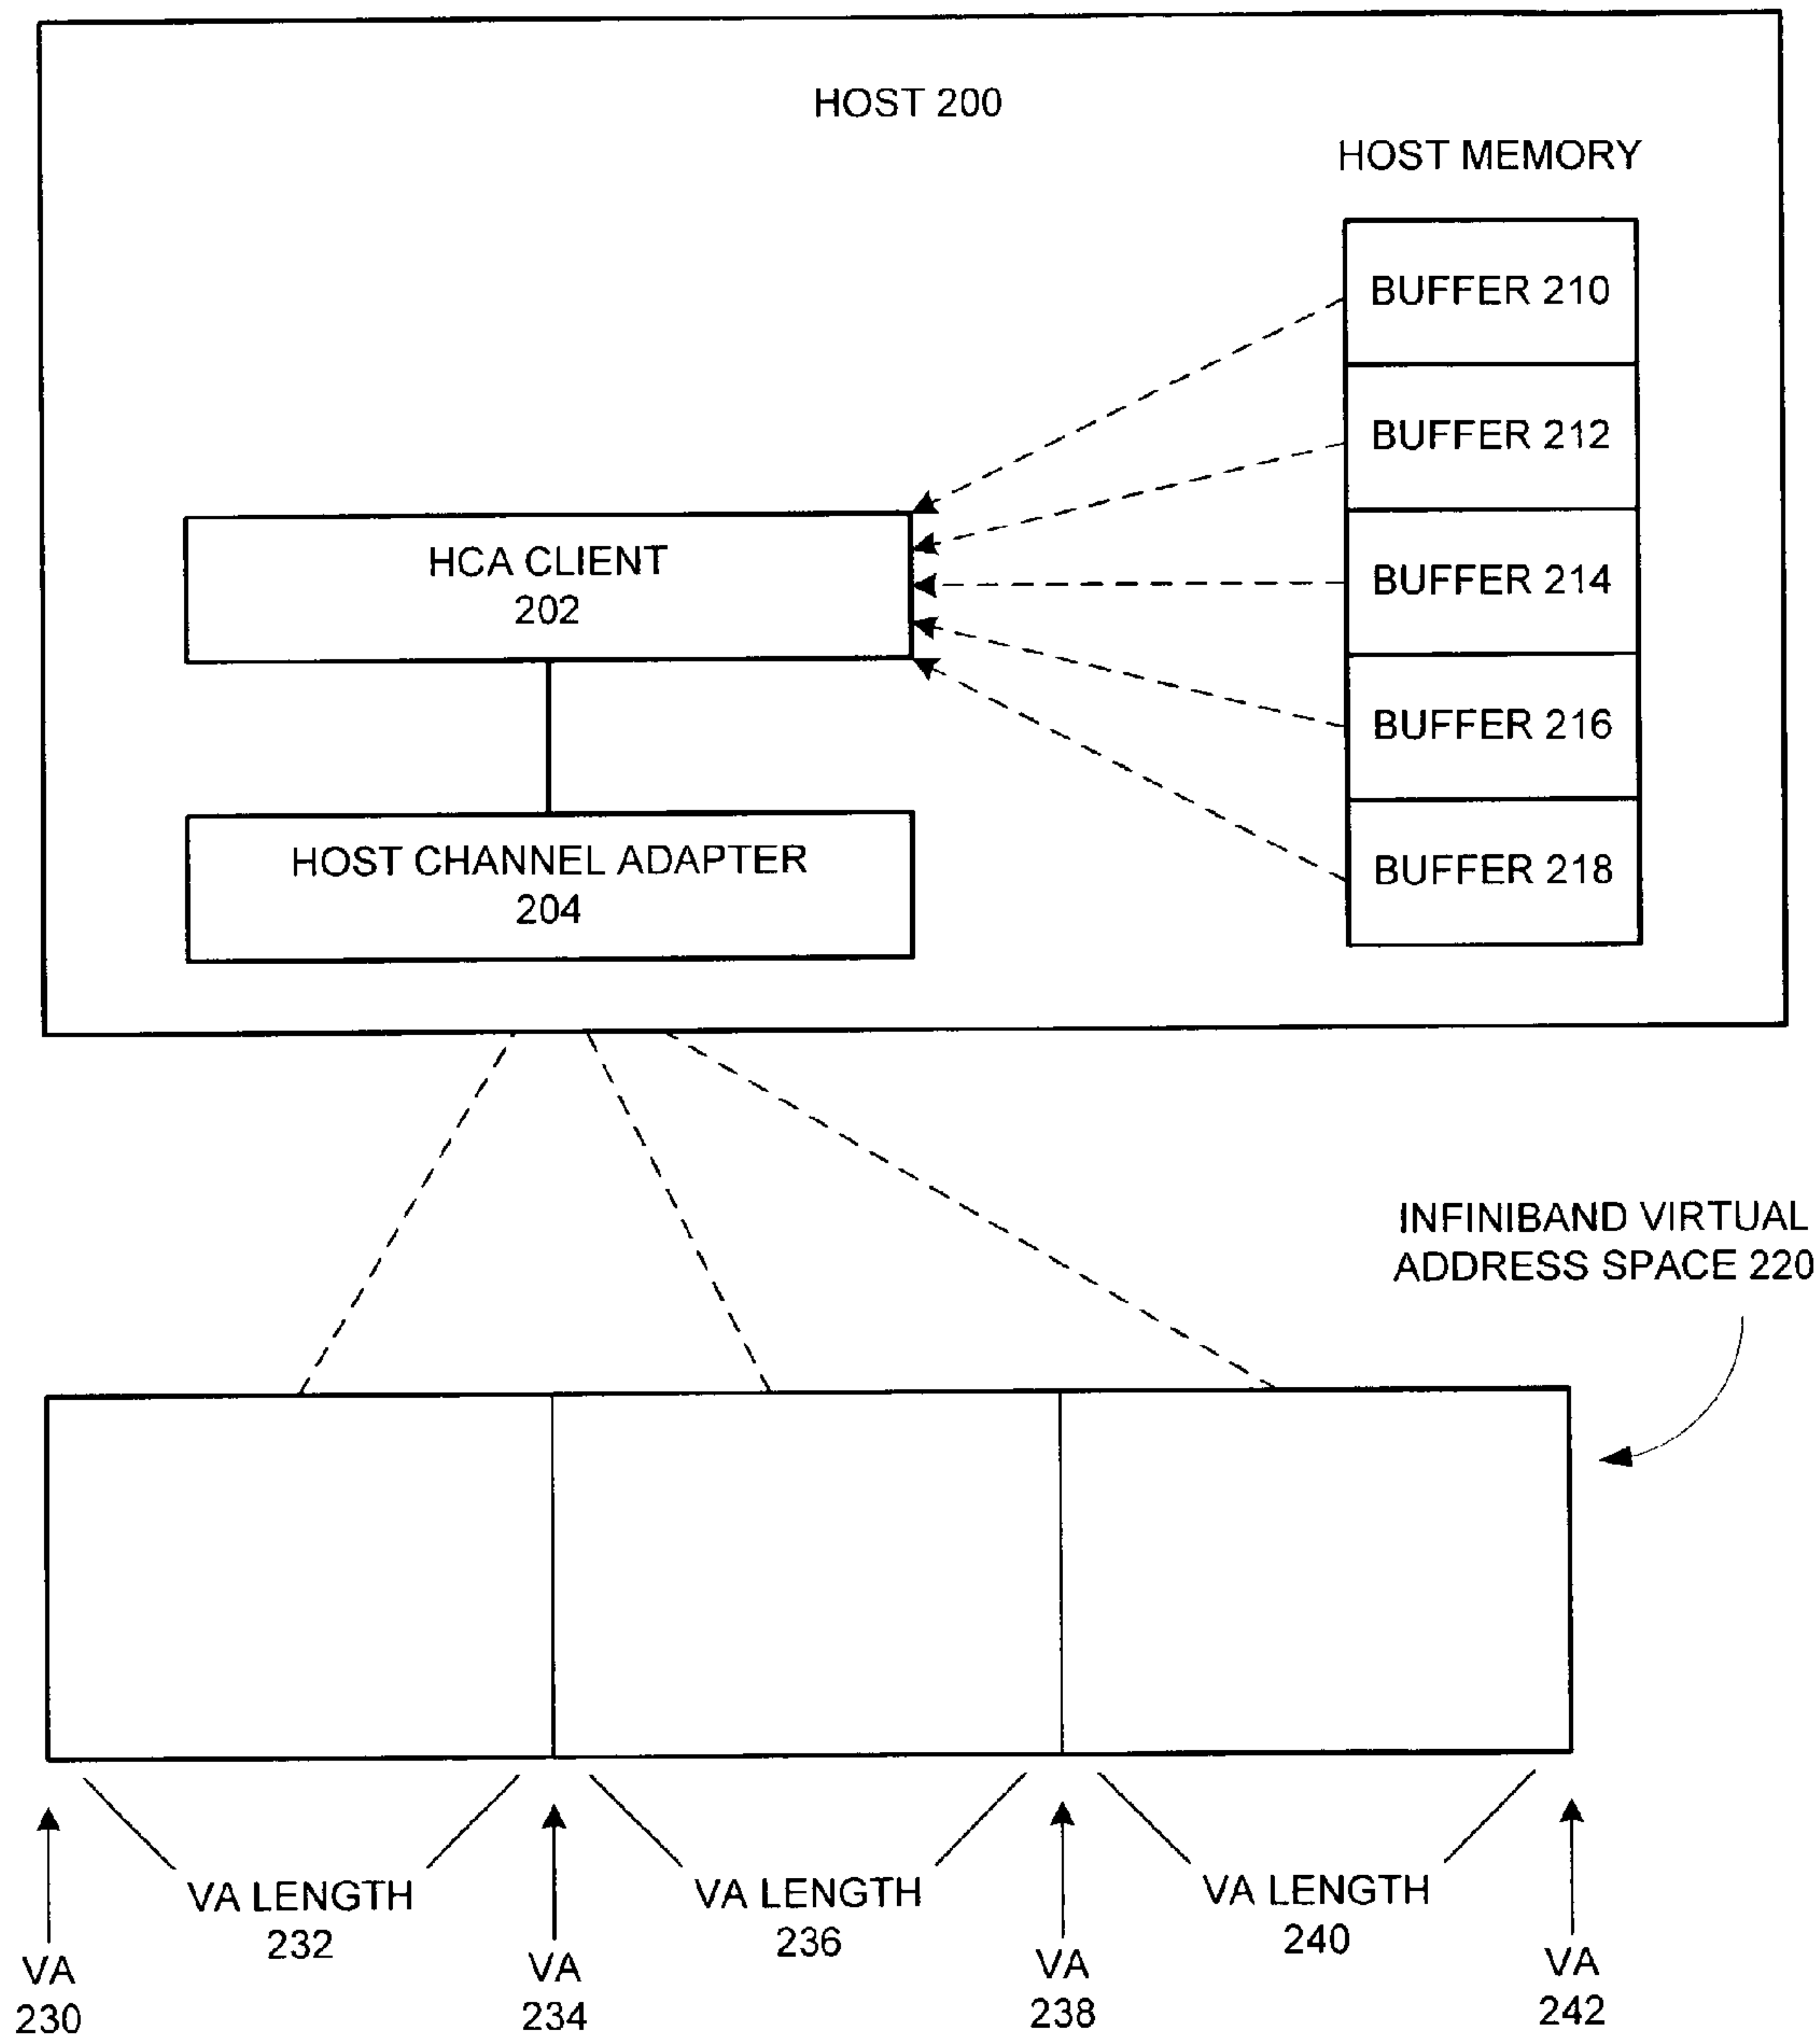 HOST 200
HOST MEMORY
BUFFER 210
BUFFER 212
BUFFER 214
BUFFER 216
BUFFER 218
HCA CLIENT
202
HOST CHANNEL ADAPTER
204
INFINIBAND VIRTUAL
ADDRESS SPACE 220
VA LENGTH
232
VA LENGTH
236
VA LENGTH
240
VA
230
VA
234
VA
238
VA
242